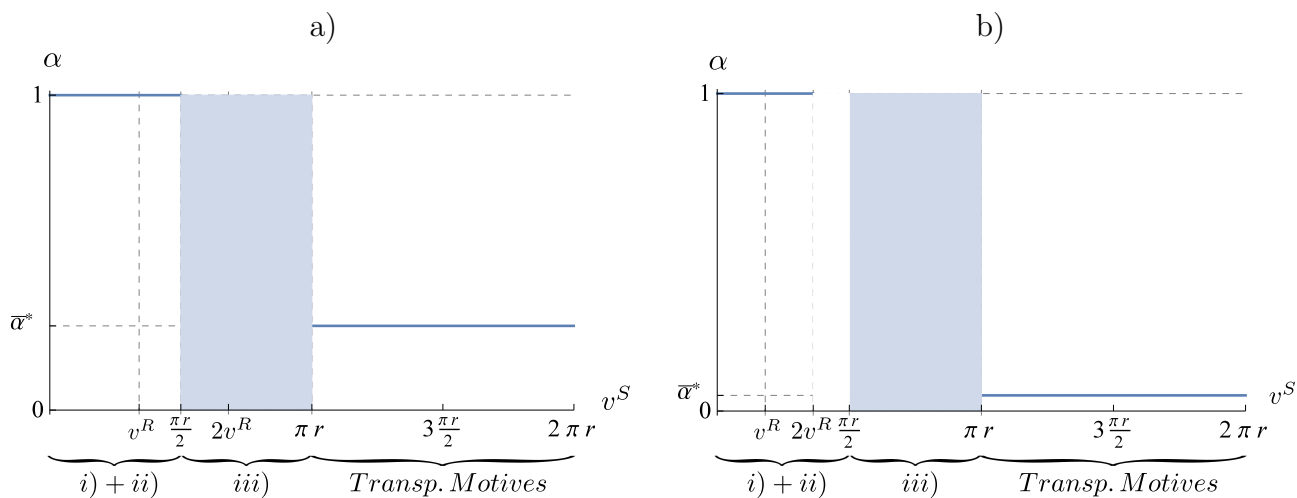 a)
α
1
ᾱ*
0
v^R
πr/2
2v^R
π r
3 πr/2
2 π r
v^S
i) + ii)
iii)
Transp. Motives
b)
α
1
ᾱ*
0
v^R
2v^R
πr/2
π r
3 πr/2
2 π r
v^S
i) + ii)
iii)
Transp. Motives